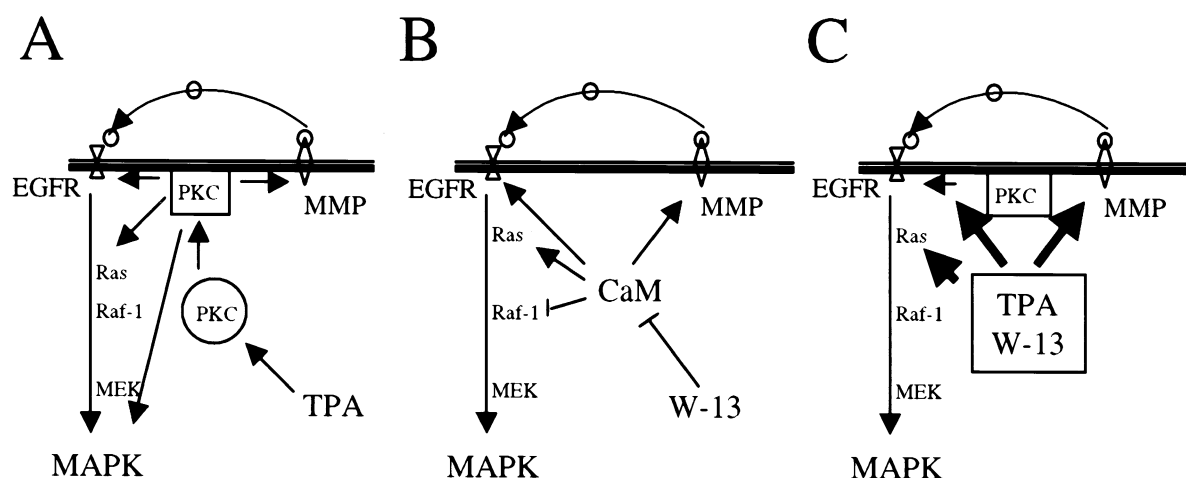 A
EGFR
PKC
MMP
Ras
Raf-1
PKC
MEK
TPA
MAPK
B
EGFR
MMP
Ras
CaM
Raf-1
MEK
W-13
MAPK
C
EGFR
PKC
MMP
Ras
Raf-1
TPA
W-13
MEK
MAPK